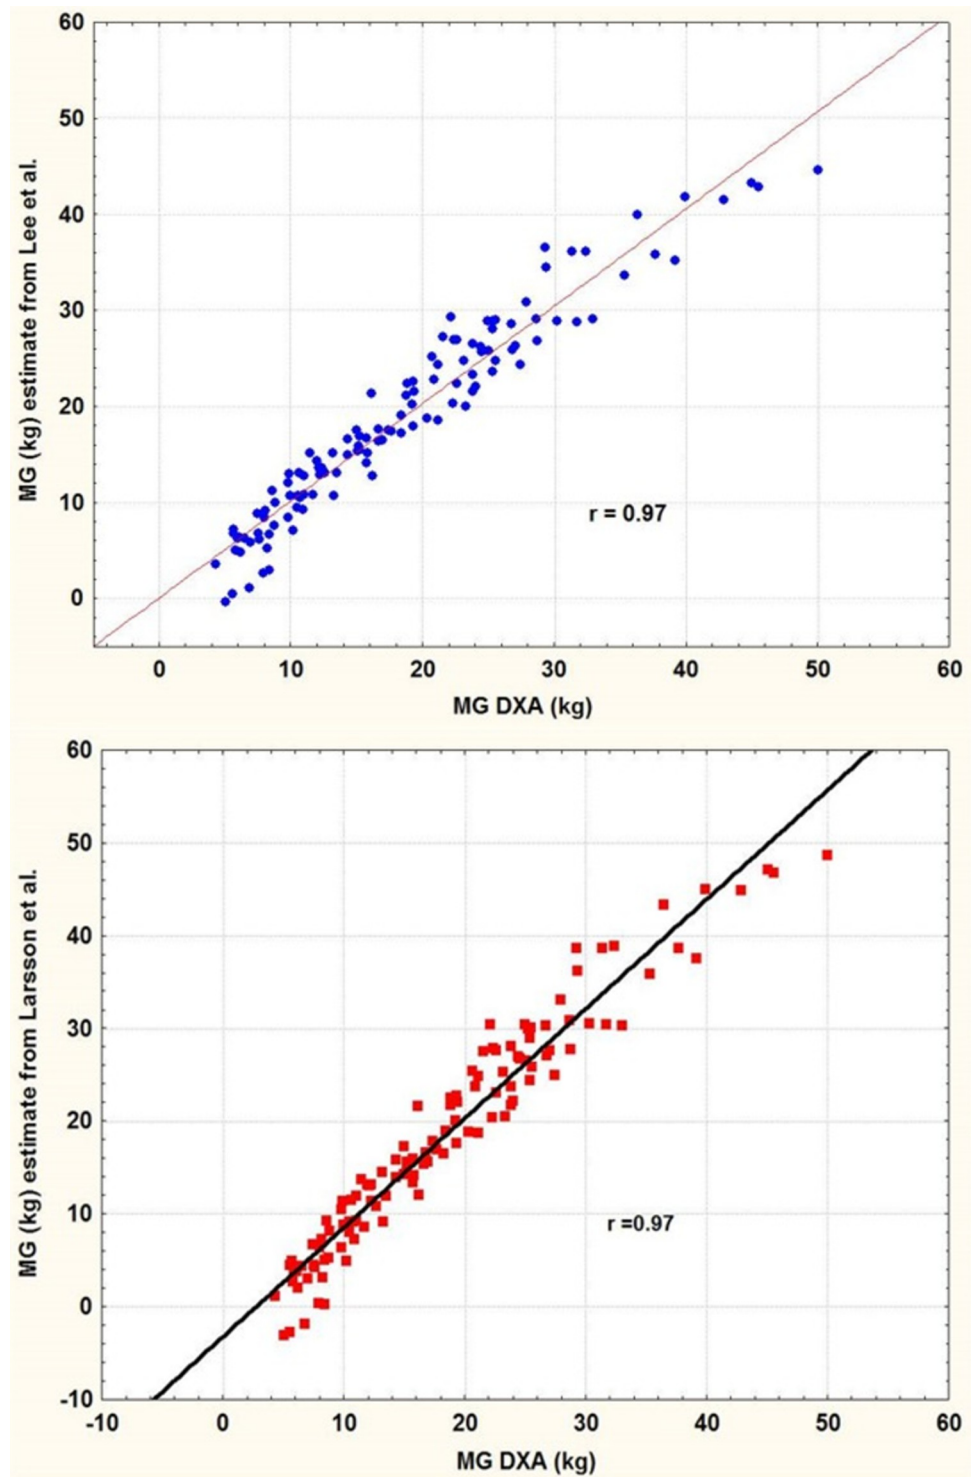 60
50
40
30
20
10
0
MG (kg) estimate from Lee et al.
r = 0.97
0 10 20 30 40 50 60
MG DXA (kg)
60
50
40
30
20
10
0
-10
MG (kg) estimate from Larsson et al.
r =0.97
-10 0 10 20 30 40 50 60
MG DXA (kg)